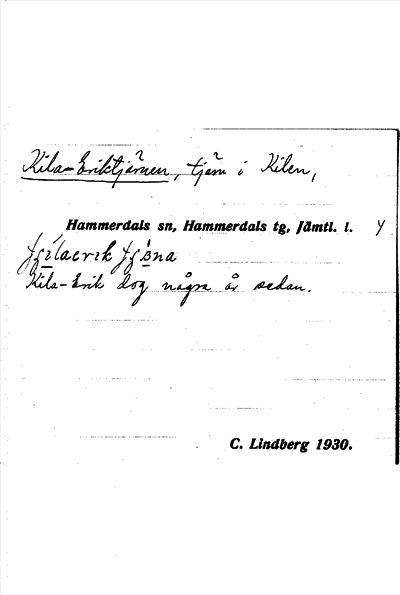 Kila-Eriktjärnen, tjärn i Kilen,
Hammerdals sn, Hammerdals tg, Jämtl. l. Y
Kila-Erik dog några år sedan.
C. Lindberg 1930.